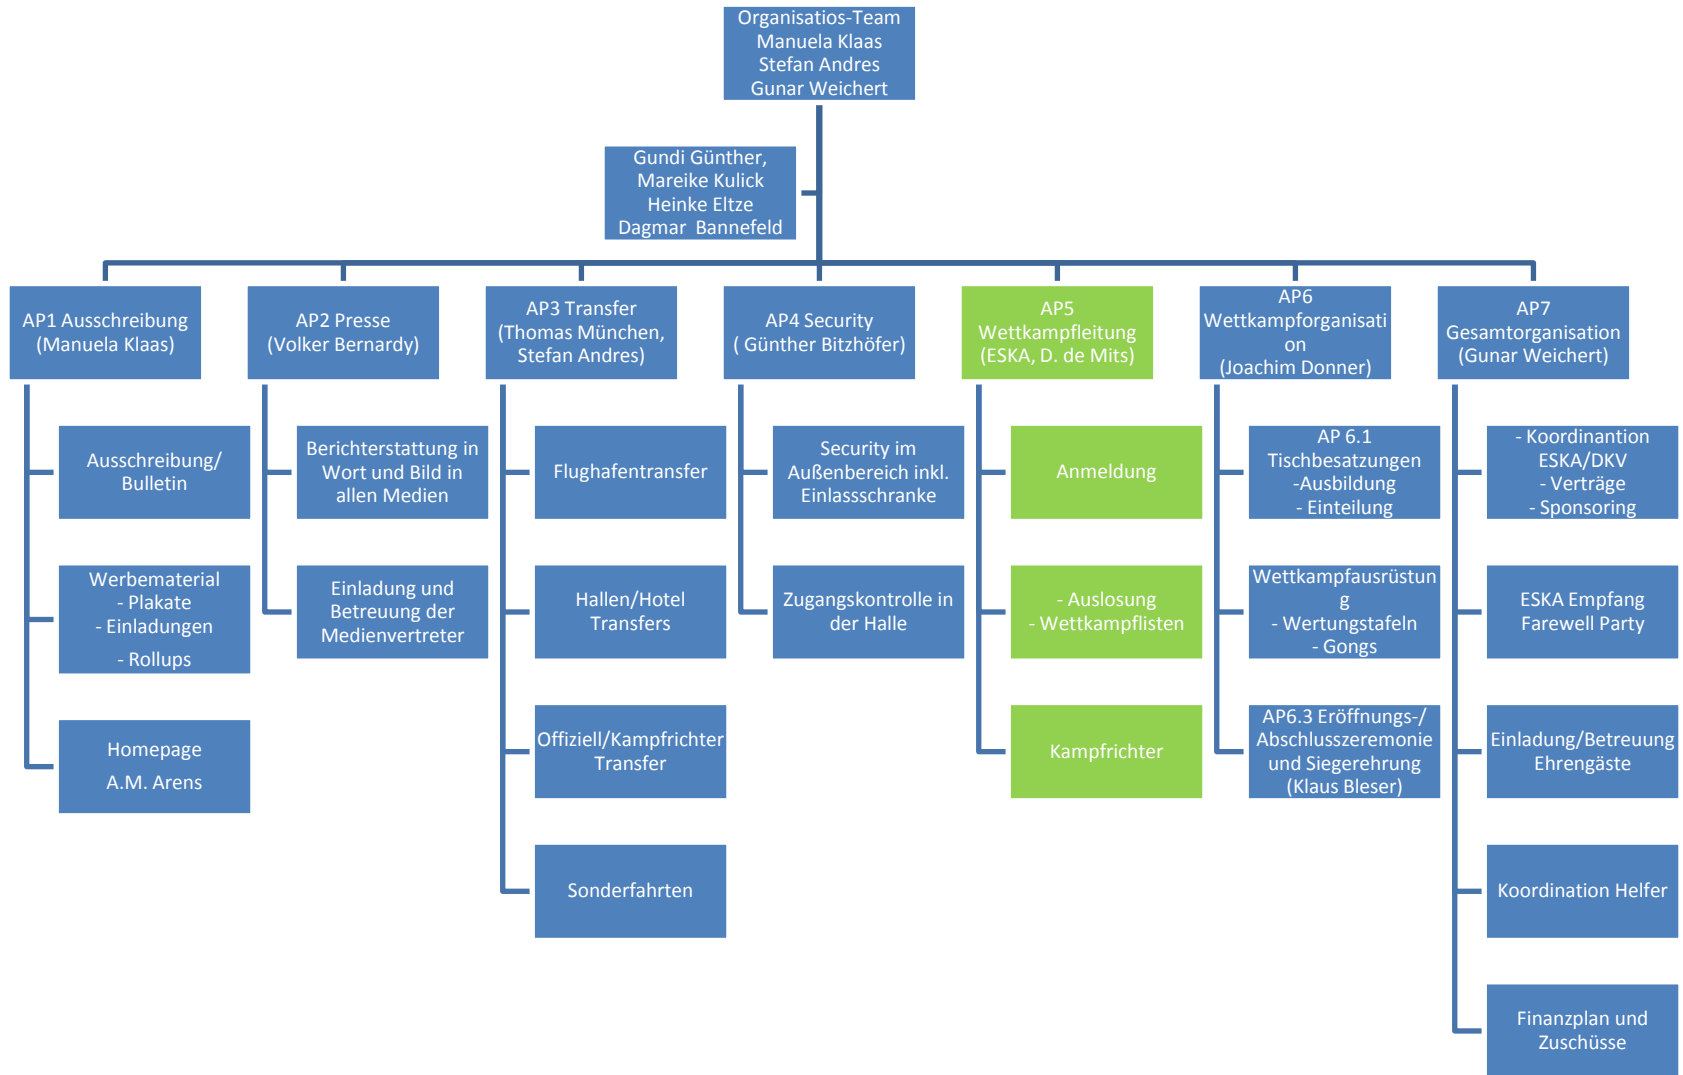 Organisatios-Team
Manuela Klaas
Stefan Andres
Gunar Weichert
Gundi Günther,
Mareike Kulick
Heinke Eltze
Dagmar  Bannefeld
AP1 Ausschreibung
(Manuela Klaas)
AP2 Presse
(Volker Bernardy)
AP3 Transfer
(Thomas München,
Stefan Andres)
AP4 Security
( Günther Bitzhöfer)
AP5
Wettkampfleitung
(ESKA, D. de Mits)
AP6
Wettkampforganisati
on
(Joachim Donner)
AP7
Gesamtorganisation
(Gunar Weichert)
Ausschreibung/
Bulletin
Werbematerial
- Plakate
- Einladungen
- Rollups
Homepage
A.M. Arens
Berichterstattung in
Wort und Bild in
allen Medien
Einladung und
Betreuung der
Medienvertreter
Flughafentransfer
Hallen/Hotel
Transfers
Offiziell/Kampfrichter
Transfer
Sonderfahrten
Security im
Außenbereich inkl.
Einlassschranke
Zugangskontrolle in
der Halle
Anmeldung
- Auslosung
- Wettkampflisten
Kampfrichter
AP 6.1
Tischbesatzungen
-Ausbildung
- Einteilung
Wettkampfausrüstun
g
- Wertungstafeln
- Gongs
AP6.3 Eröffnungs-/
Abschlusszeremonie
und Siegerehrung
(Klaus Bleser)
- Koordinantion
ESKA/DKV
- Verträge
- Sponsoring
ESKA Empfang
Farewell Party
Einladung/Betreuung
Ehrengäste
Koordination Helfer
Finanzplan und
Zuschüsse